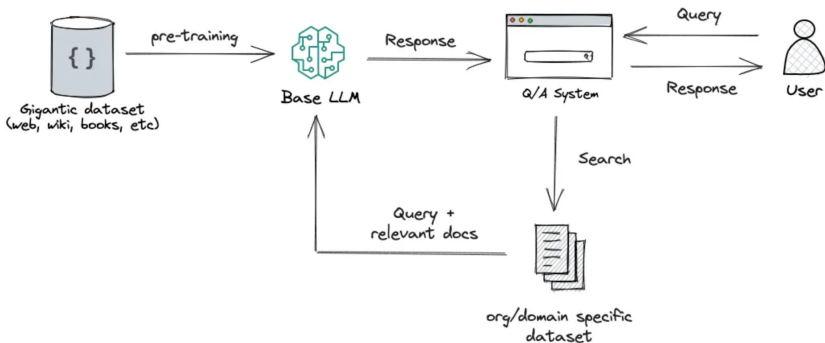 { }
pre-training
Gigantic dataset
(web, wiki, books, etc)
Base LLM
Response
Q/A System
Query
Response
User
Search
Query +
relevant docs
org/domain specific
dataset